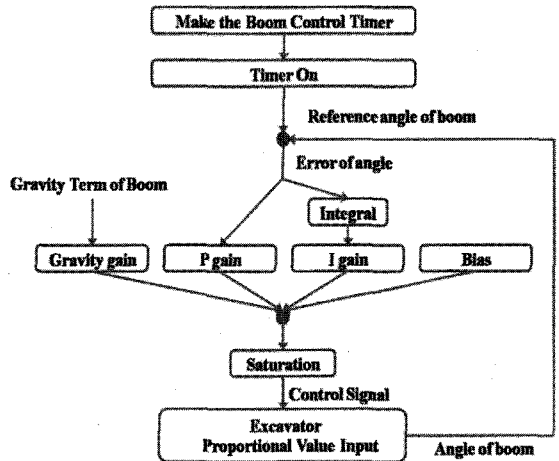 Make the Boom Control Timer
Timer On
Reference angle of boom
Error of angle
Gravity Term of Boom
Integral
Gravity gain
P gain
I gain
Bias
Saturation
Control Signal
Excavator
Proportional Value Input
Angle of boom